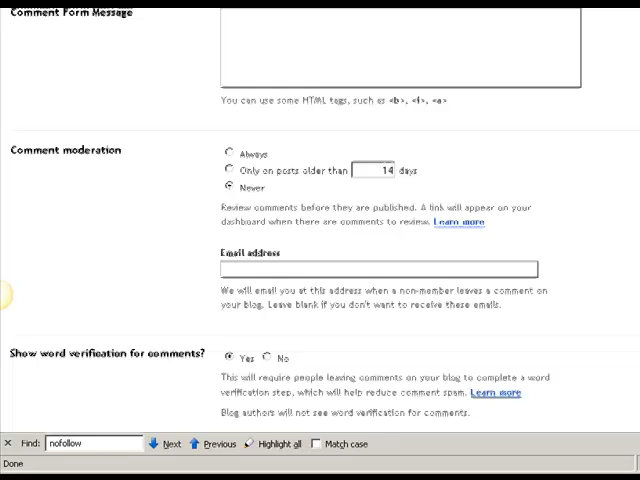 Comment Form Message
You can use some HTML tags, such as <b>, <i>, <a>
Comment moderation
Always
Only on posts older than 14 days
Never
Review comments before they are published. A link will appear on your
dashboard when there are comments to review. Learn more
Email address
We will email you at this address when a non-member leaves a comment on
your blog. Leave blank if you don't want to receive these emails.
Show word verification for comments?
Yes No
This will require people leaving comments on your blog to complete a word
verification step, which will help reduce comment spam. Learn more
Blog authors will not see word verification for comments.
Find: nofollow Next Previous Highlight all Match case
Done